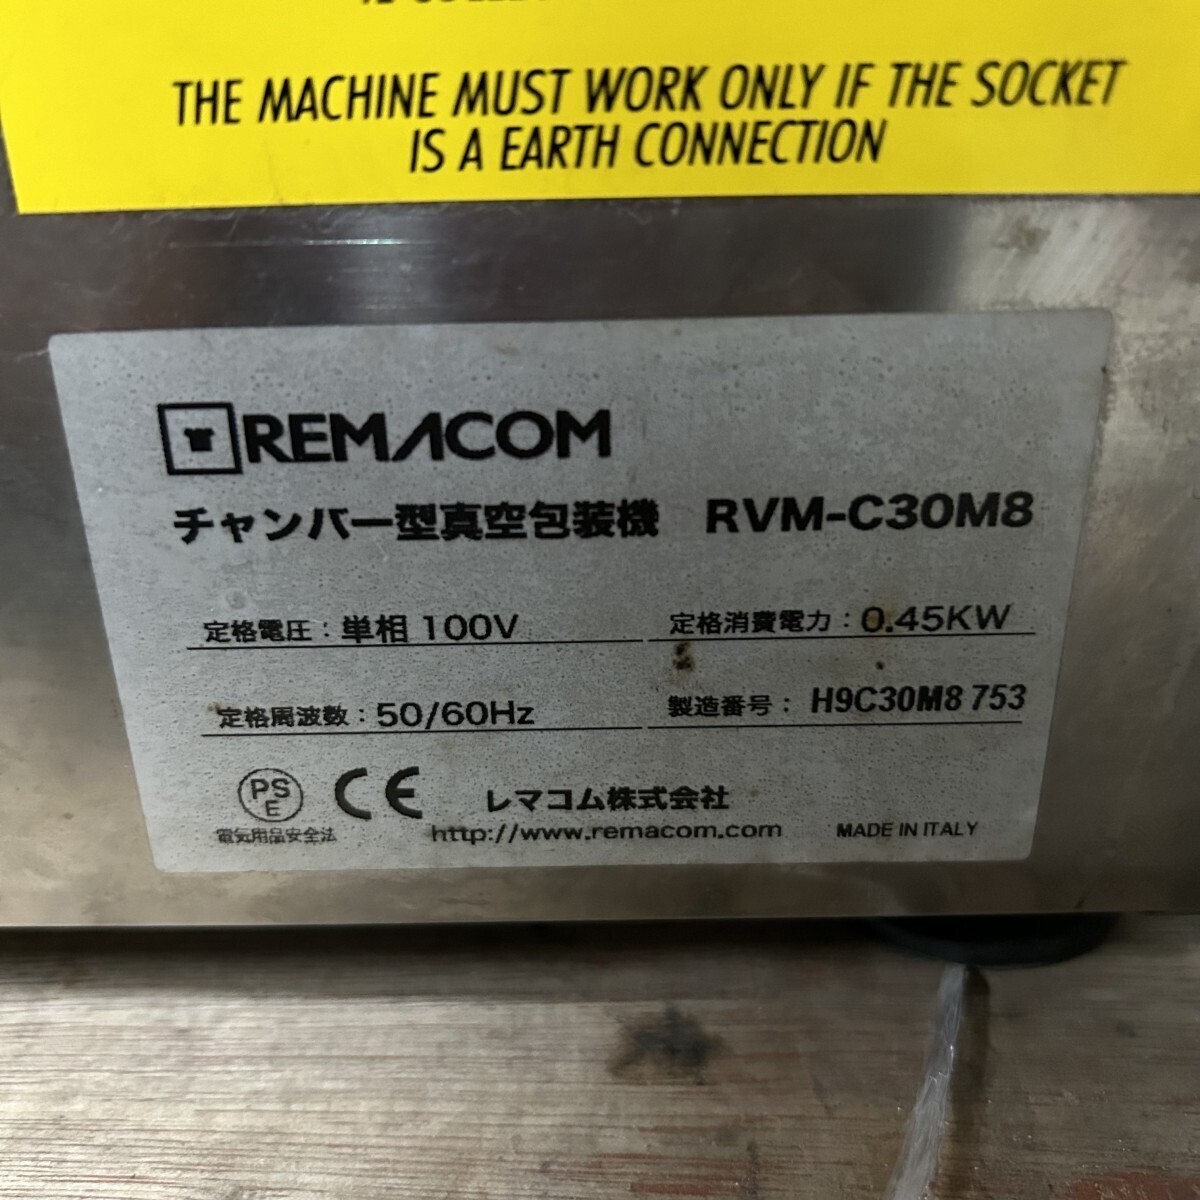 THE MACHINE MUST WORK ONLY IF THE SOCKET
IS A EARTH CONNECTION
REMACOM
チャンバー型真空包装機 RVM-C30M8
定格電圧：単相 100V 定格消費電力：0.45KW
定格周波数：50/60Hz 製造番号：H9C30M8 753
PS
E
CE レマコム株式会社
電気用品安全法 http://www.remacom.com MADE IN ITALY